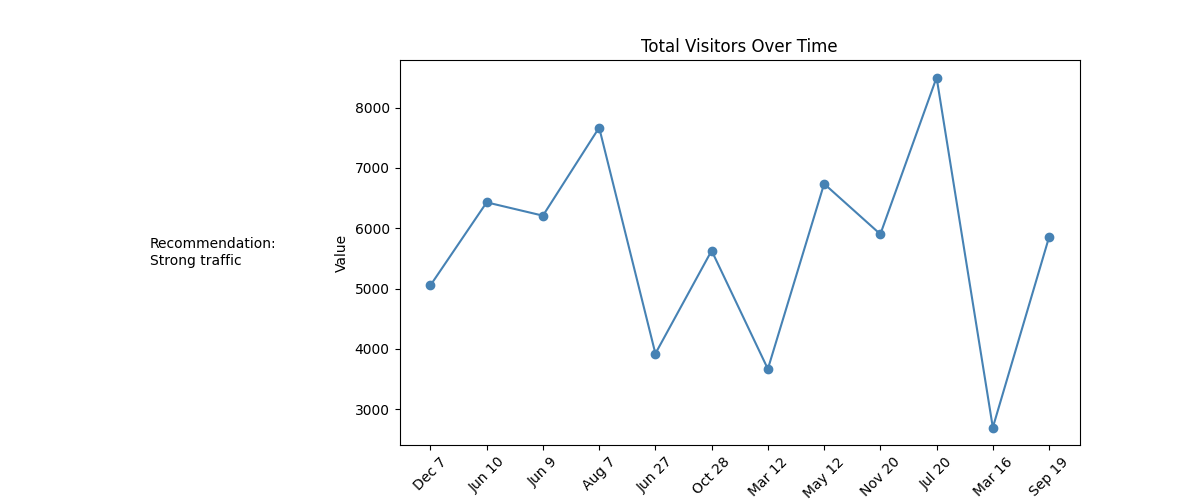 Total Visitors Over Time
Recommendation:
Strong traffic
Value
8000
7000
6000
5000
4000
3000
Dec 7
Jun 10
Jun 9
Aug 7
Jun 27
Oct 28
Mar 12
May 12
Nov 20
Jul 20
Mar 16
Sep 19